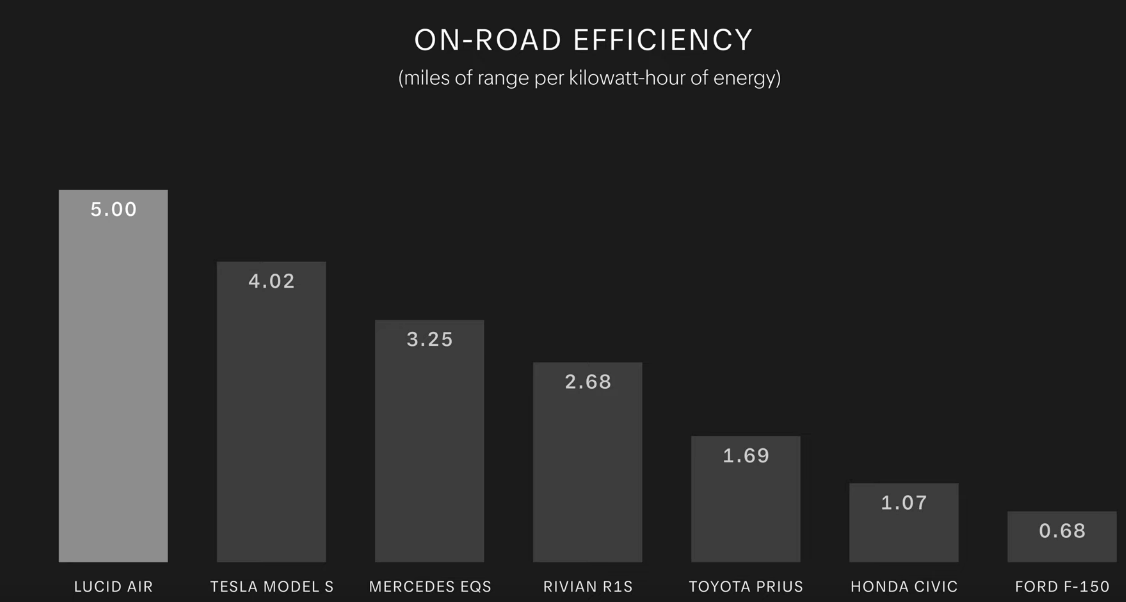 ON-ROAD EFFICIENCY
(miles of range per kilowatt-hour of energy)
5.00
4.02
3.25
2.68
1.69
1.07
0.68
LUCID AIR TESLA MODEL S MERCEDES EQS RIVIAN R1S TOYOTA PRIUS HONDA CIVIC FORD F-150